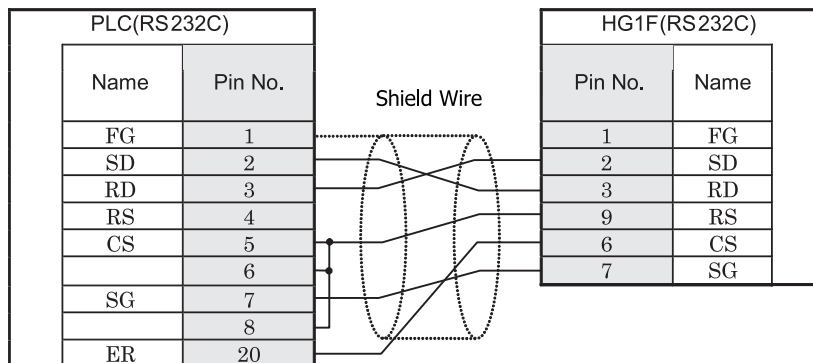 PLC(RS232C) HG1F(RS232C)
Name Pin No. Shield Wire Pin No. Name
FG 1 1 FG
SD 2 2 SD
RD 3 3 RD
RS 4 9 RS
CS 5 6 CS
6 7 SG
SG 7
8
ER 20